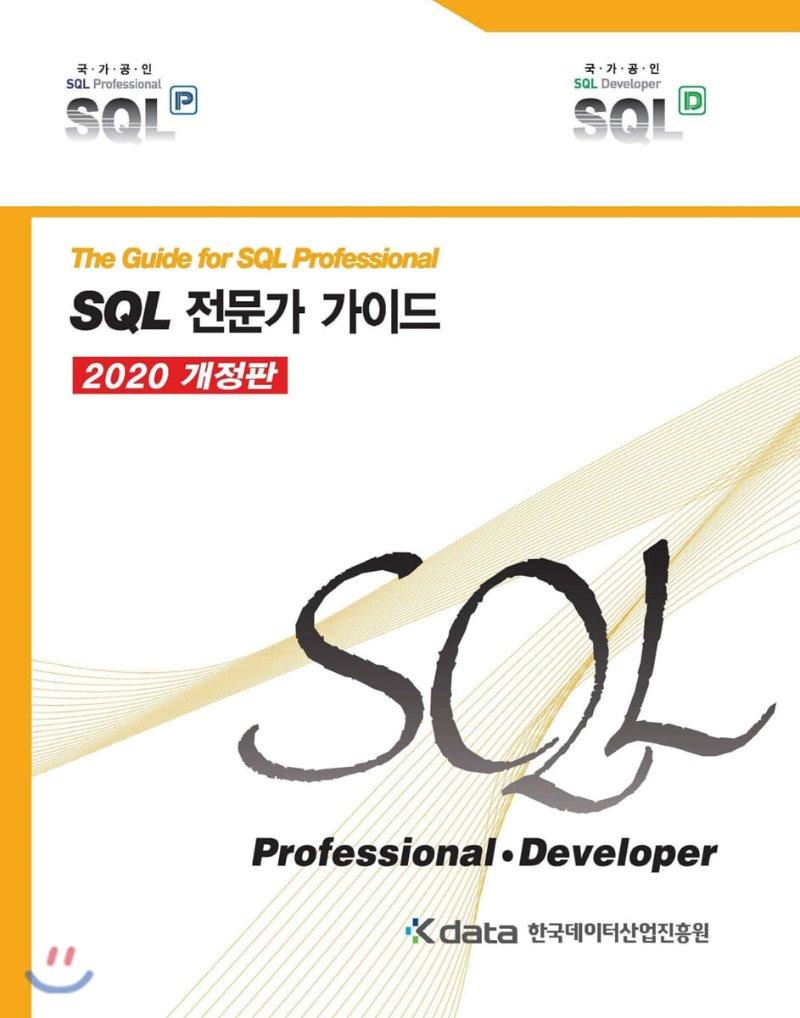 국·가·공·인
SQL Professional
SQL P
국·가·공·인
SQL Developer
SQL D
The Guide for SQL Professional
SQL 전문가 가이드
2020 개정판
SQL
Professional·Developer
Kdata 한국데이터산업진흥원